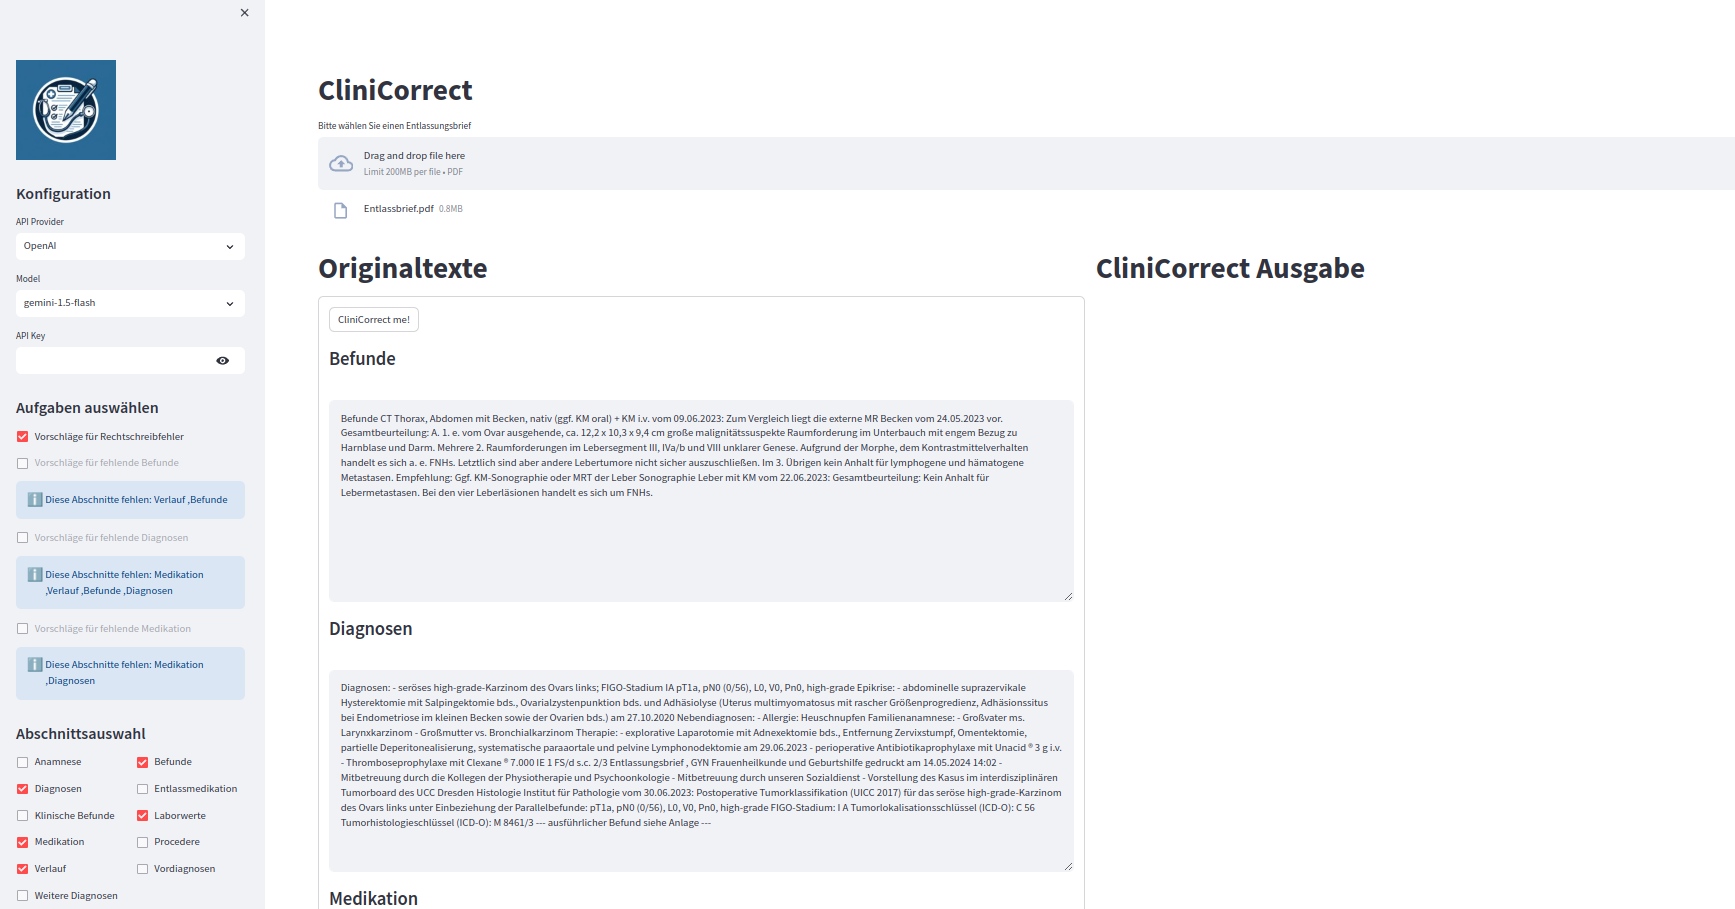 Konfiguration
API Provider
OpenAI
Model
gemini-1.5-flash
API Key
Aufgaben auswählen
Vorschläge für Rechtschreibfehler
Vorschläge für fehlende Befunde
Diese Abschnitte fehlen: Verlauf ,Befunde
Vorschläge für fehlende Diagnosen
Diese Abschnitte fehlen: Medikation
,Verlauf ,Befunde ,Diagnosen
Vorschläge für fehlende Medikation
Diese Abschnitte fehlen: Medikation
,Diagnosen
Abschnittsauswahl
Anamnese Befunde
Diagnosen Entlassmedikation
Klinische Befunde Laborwerte
Medikation Procedere
Verlauf Vordiagnosen
Weitere Diagnosen
CliniCorrect
Bitte wählen Sie einen Entlassungsbrief
Drag and drop file here
Limit 200MB per file • PDF
Entlassbrief.pdf 0.8MB
Originaltexte
CliniCorrect me!
Befunde
Befunde CT Thorax, Abdomen mit Becken, nativ (ggf. KM oral) + KM i.v. vom 09.06.2023: Zum Vergleich liegt die externe MR Becken vom 24.05.2023 vor.
Gesamtbeurteilung: A. 1. e. vom Ovar ausgehende, ca. 12,2 x 10,3 x 9,4 cm große malignitätssuspekte Raumforderung im Unterbauch mit engem Bezug zu
Harnblase und Darm. Mehrere 2. Raumforderungen im Lebersegment III, IVa/b und VIII unklarer Genese. Aufgrund der Morphe, dem Kontrastmittelverhalten
handelt es sich a. e. FNHs. Letztlich sind aber andere Lebertumore nicht sicher auszuschließen. Im 3. Übrigen kein Anhalt für lymphogene und hämatogene
Metastasen. Empfehlung: Ggf. KM-Sonographie oder MRT der Leber Sonographie Leber mit KM vom 22.06.2023: Gesamtbeurteilung: Kein Anhalt für
Lebermetastasen. Bei den vier Leberläsionen handelt es sich um FNHs.
Diagnosen
Diagnosen: - seröses high-grade-Karzinom des Ovars links; FIGO-Stadium IA pT1a, pN0 (0/56), L0, V0, Pn0, high-grade Epikrise: - abdominelle suprazervikale
Hysterektomie mit Salpingektomie bds., Ovarialzystenpunktion bds. und Adhäsiolyse (Uterus multimyomatosus mit rascher Größenprogredienz, Adhäsionssitus
bei Endometriose im kleinen Becken sowie der Ovarien bds.) am 27.10.2020 Nebendiagnosen: - Allergie: Heuschnupfen Familienanamnese: - Großvater ms.
Larynxkarzinom - Großmutter vs. Bronchialkarzinom Therapie: - explorative Laparotomie mit Adnexektomie bds., Entfernung Zervixstumpf, Omentektomie,
partielle Deperitonealisierung, systematische paraaortale und pelvine Lymphonodektomie am 29.06.2023 - perioperative Antibiotikaprophylaxe mit Unacid ® 3 g i.v.
- Thromboseprophylaxe mit Clexane ® 7.000 IE 1 FS/d s.c. 2/3 Entlassungsbrief , GYN Frauenheilkunde und Geburtshilfe gedruckt am 14.05.2024 14:02 -
Mitbetreuung durch die Kollegen der Physiotherapie und Psychoonkologie - Mitbetreuung durch unseren Sozialdienst - Vorstellung des Kasus im interdisziplinären
Tumorboard des UCC Dresden Histologie Institut für Pathologie vom 30.06.2023: Postoperative Tumorklassifikation (UICC 2017) für das seröse high-grade-Karzinom
des Ovars links unter Einbeziehung der Parallelbefunde: pT1a, pN0 (0/56), L0, V0, Pn0, high-grade FIGO-Stadium: I A Tumorlokalisationsschlüssel (ICD-O): C 56
Tumorhistologieschlüssel (ICD-O): M 8461/3 --- ausführlicher Befund siehe Anlage ---
Medikation
CliniCorrect Ausgabe